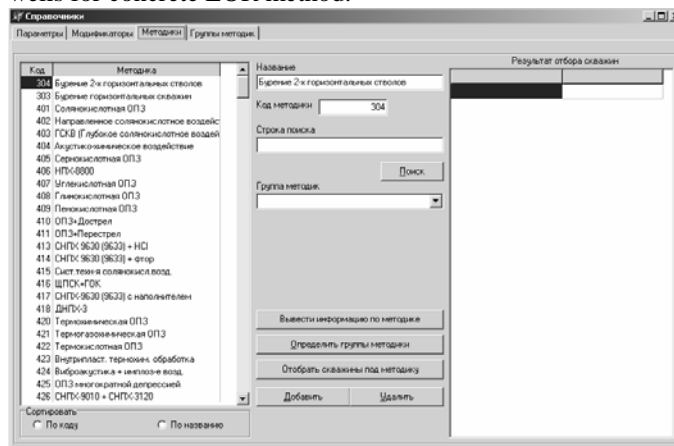 wells for concrete EOR method.
Справочники
Параметры Модификаторы Методики Группы методик
Код Методика
304 Бурение 2-х горизонтальных стволов
303 Бурение горизонтальных скважин
401 Солянокислотная ОПЗ
402 Направленное солянокислотное воздейс
403 ГСКВ (Глубокое солянокислотное воздей
404 Акустико-химическое воздействие
405 Сернокислотная ОПЗ
406 НПХ-8800
407 Углекислотная ОПЗ
408 Глинокислотная ОПЗ
409 Пенокислотная ОПЗ
410 ОПЗ+Дострел
411 ОПЗ+Перестрел
413 СНПХ 9630 (9633) + HCl
414 СНПХ 9630 (9633) + фтор
415 Сист.техн-я солянокисл.возд.
416 ЩПСК+ГОК
417 СНПХ-9630 (9633) с наполнителем
418 ДНПХ-3
420 Термохимическая ОПЗ
421 Термогазохимическая ОПЗ
422 Термокислотная ОПЗ
423 Внутрипласт. термохим. обработка
424 Виброакустика + имплоз-е возд.
425 ОПЗ многократной депрессией
426 СНПХ-9010 + СНПХ-3120
Сортировать
По коду По названию
Название
Бурение 2-х горизонтальных стволов
Код методики 304
Строка поиска
Поиск
Группа методик
Вывести информацию по методике
Определить группы методики
Отобрать скважины под методику
Добавить Удалить
Результат отбора скважин